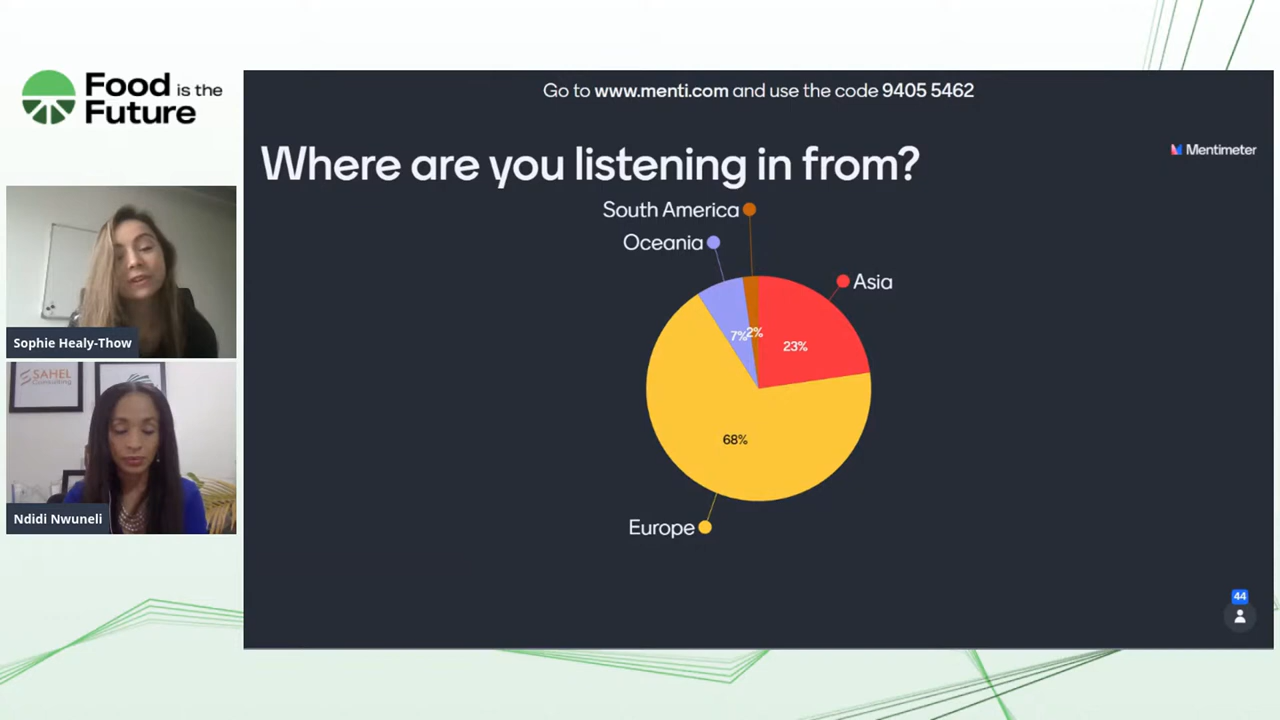 Food is the
Future
Go to www.menti.com and use the code 9405 5462
Where are you listening in from?
Mentimeter
South America
Oceania
Asia
7%
2%
23%
68%
Europe
SAHEL
Consulting
Sophie Healy-Thow
Ndidi Nwuneli
44